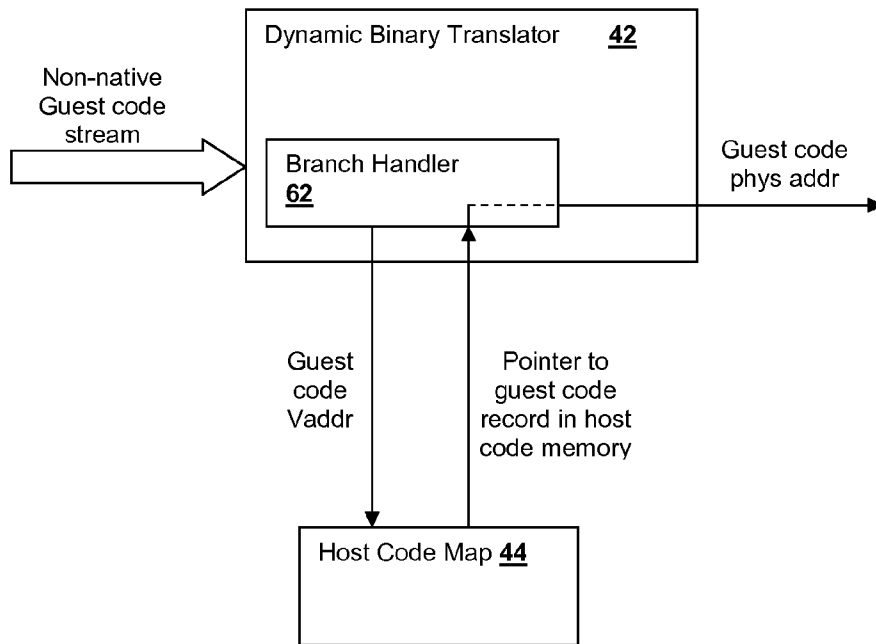 Dynamic Binary Translator 42
Non-native
Guest code
stream
Branch Handler
62
Guest code
phys addr
Guest
code
Vaddr
Pointer to
guest code
record in host
code memory
Host Code Map 44